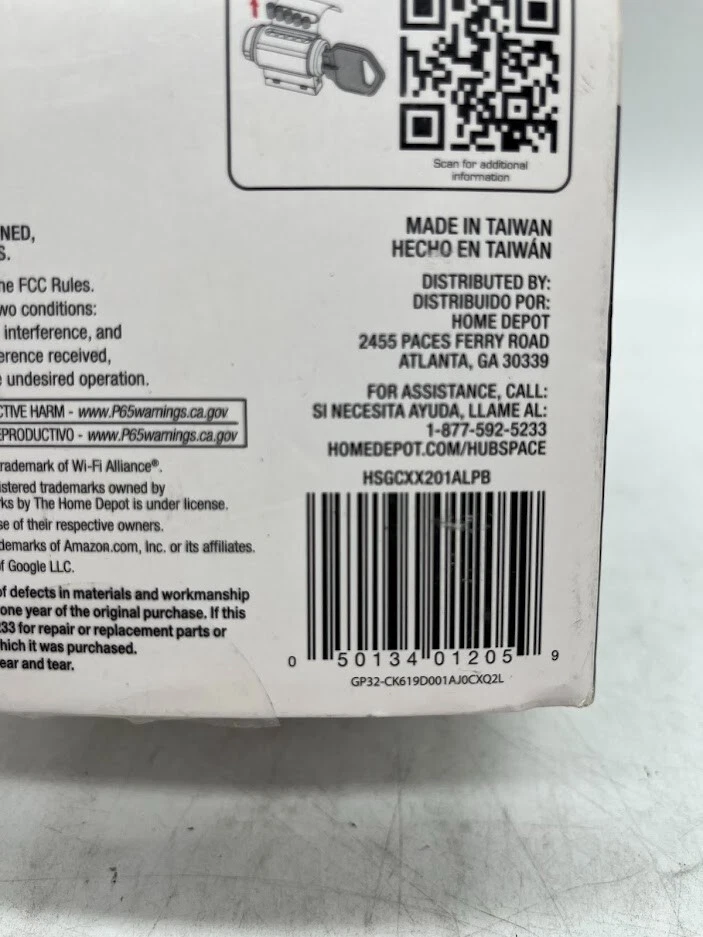 Scan for additional
information
MADE IN TAIWAN
HECHO EN TAIWÁN
DISTRIBUTED BY:
DISTRIBUIDO POR:
HOME DEPOT
2455 PACES FERRY ROAD
ATLANTA, GA 30339
FOR ASSISTANCE, CALL:
SI NECESITA AYUDA, LLAME AL:
1-877-592-5233
HOMEDEPOT.COM/HUBSPACE
HSGCXX201ALPB
0 50134 01205 9
GP32-CK619D001AJ0CXQ2L
NED,
S.
he FCC Rules.
wo conditions:
interference, and
erence received,
undesired operation.
CTIVE HARM - www.P65warnings.ca.gov
EPRODUCTIVO - www.P65warnings.ca.gov
rademark of Wi-Fi Alliance®.
istered trademarks owned by
ks by The Home Depot is under license.
se of their respective owners.
demarks of Amazon.com, Inc. or its affiliates.
f Google LLC.
of defects in materials and workmanship
one year of the original purchase. If this
33 for repair or replacement parts or
hich it was purchased.
ear and tear.